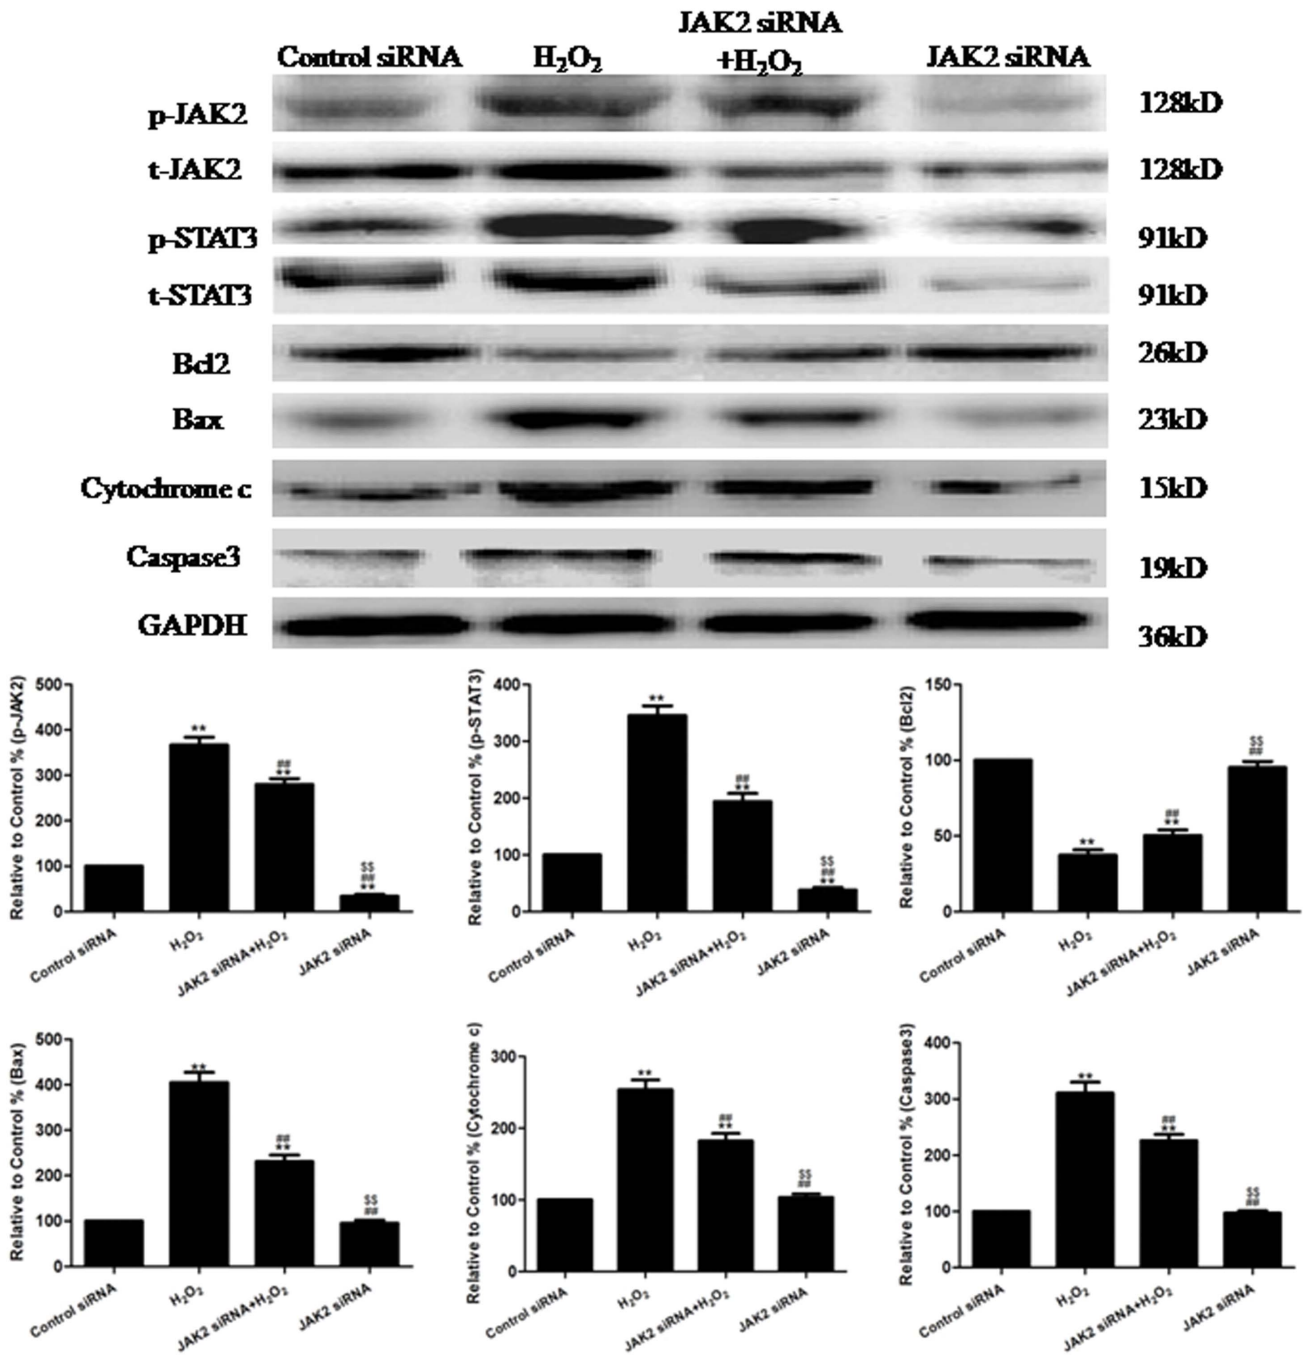 JAK2 siRNA
Control siRNA H₂O₂ +H₂O₂ JAK2 siRNA
p-JAK2 128kD
t-JAK2 128kD
p-STAT3 91kD
t-STAT3 91kD
Bcl2 26kD
Bax 23kD
Cytochrome c 15kD
Caspase3 19kD
GAPDH 36kD
Relative to Control % (p-JAK2)
500
400
300
200
100
0
**
##
**
$$
##
**
Control siRNA
H₂O₂
JAK2 siRNA+H₂O₂
JAK2 siRNA
Relative to Control % (p-STAT3)
400
300
200
100
0
**
##
**
$$
##
**
Control siRNA
H₂O₂
JAK2 siRNA+H₂O₂
JAK2 siRNA
Relative to Control % (Bcl2)
150
100
50
0
**
##
**
$$
##
Control siRNA
H₂O₂
JAK2 siRNA+H₂O₂
JAK2 siRNA
Relative to Control % (Bax)
500
400
300
200
100
0
**
##
**
$$
##
Control siRNA
H₂O₂
JAK2 siRNA+H₂O₂
JAK2 siRNA
Relative to Control % (Cytochrome c)
300
200
100
0
**
##
**
$$
##
Control siRNA
H₂O₂
JAK2 siRNA+H₂O₂
JAK2 siRNA
Relative to Control % (Caspase3)
400
300
200
100
0
**
##
**
$$
##
Control siRNA
H₂O₂
JAK2 siRNA+H₂O₂
JAK2 siRNA